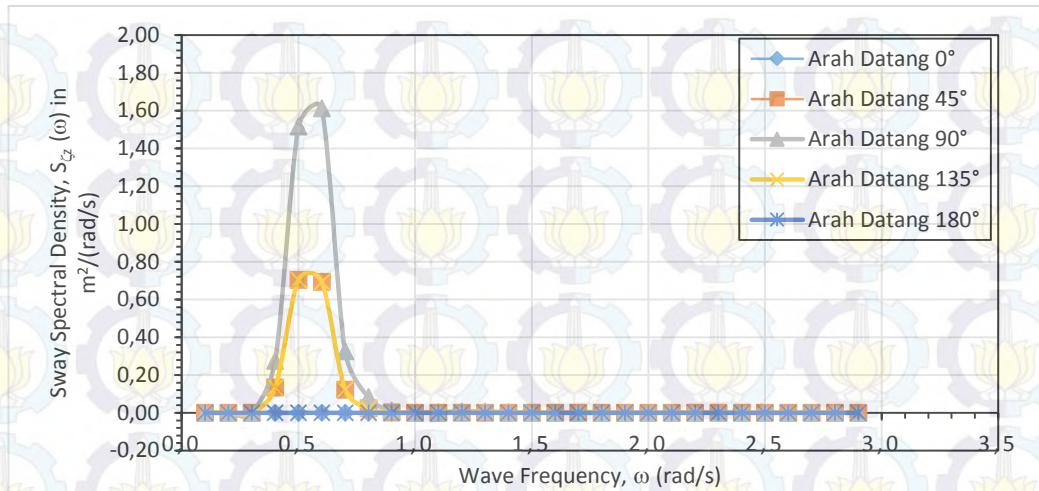 Sway Spectral Density, Sζz (ω) in
m²/(rad/s)
2,00
1,80
1,60
1,40
1,20
1,00
0,80
0,60
0,40
0,20
0,00
-0,20
0,0 0,5 1,0 1,5 2,0 2,5 3,0 3,5
Wave Frequency, ω (rad/s)
Arah Datang 0°
Arah Datang 45°
Arah Datang 90°
Arah Datang 135°
Arah Datang 180°